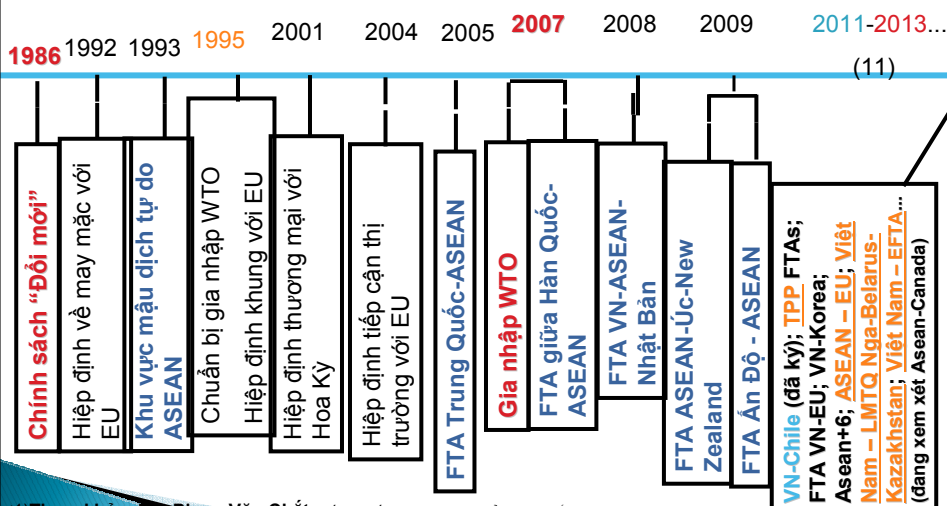 1986
1992
1993
1995
2001
2004
2005
2007
2008
2009
2011-2013...
(11)
Chính sách “Đổi mới”
Hiệp định về may mặc với
EU
Khu vực mậu dịch tự do
ASEAN
Chuẩn bị gia nhập WTO
Hiệp định khung với EU
Hiệp định thương mại với
Hoa Kỳ
Hiệp định tiếp cận thị
trường với EU
FTA Trung Quốc-ASEAN
Gia nhập WTO
FTA giữa Hàn Quốc-
ASEAN
FTA VN-ASEAN-
Nhật Bản
FTA ASEAN-Úc-New
Zealand
FTA Ấn Độ - ASEAN
VN-Chile (đã ký); TPP FTAs;
FTA VN-EU; VN-Korea;
Asean+6; ASEAN – EU; Việt
Nam – LMTQ Nga-Belarus-
Kazakhstan; Việt Nam – EFTA...
(đang xem xét Asean-Canada)